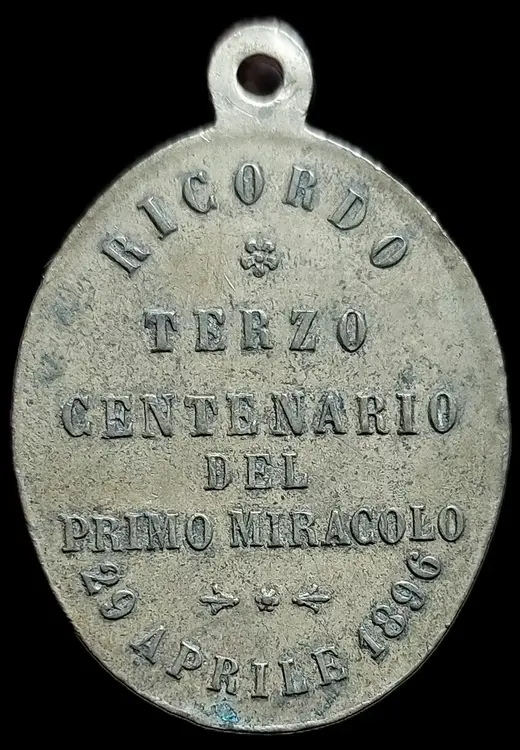 RICORDO
TERZO
CENTENARIO
DEL
PRIMO MIRACOLO
29 APRILE 1896